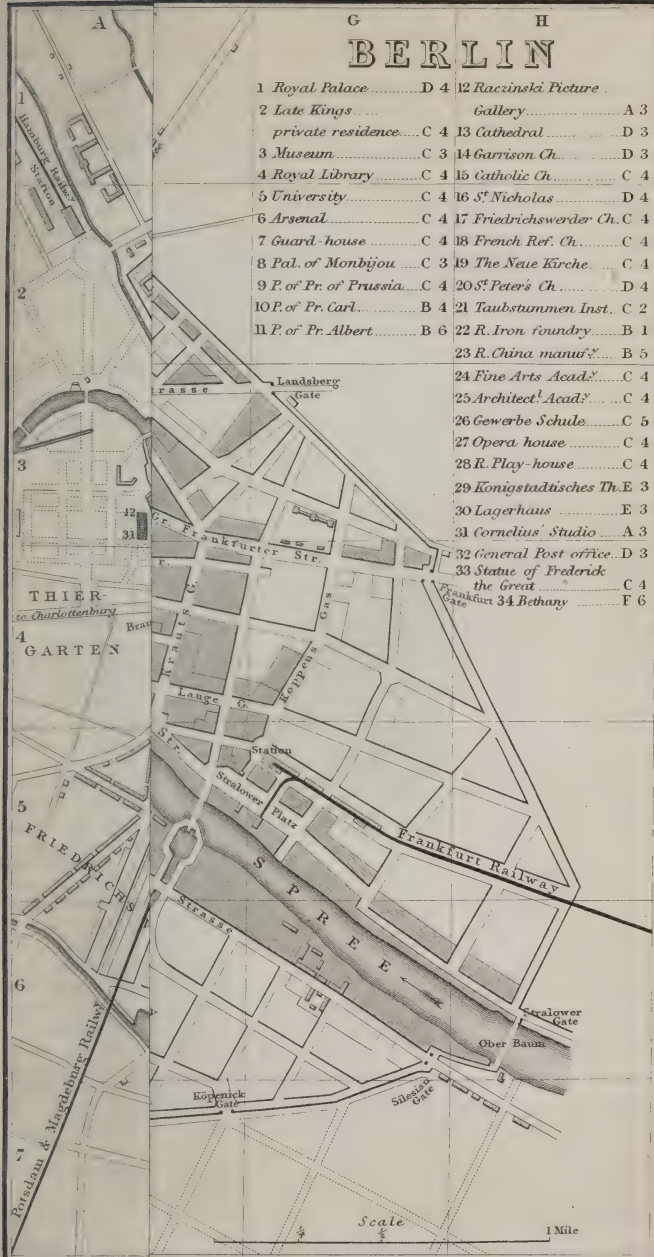 A
G
H
BERLIN
1 Royal Palace ...... D 4
2 Late Kings
private residence .... C 4
3 Museum ...... C 3
4 Royal Library ...... C 4
5 University ...... C 4
6 Arsenal ...... C 4
7 Guard-house ...... C 4
8 Pal. of Monbijou .... C 3
9 P. of Pr. of Prussia ... C 4
10 P. of Pr. Carl ...... B 4
11 P. of Pr. Albert ...... B 6
12 Raczinski Picture
Gallery ...... A 3
13 Cathedral ...... D 3
14 Garrison Ch. ...... D 3
15 Catholic Ch. ...... C 4
16 St Nicholas ...... D 4
17 Friedrichswerder Ch. C 4
18 French Ref. Ch. .... C 4
19 The Neue Kirche. C 4
20 St Peter's Ch. ...... D 4
21 Taubstummen Inst. C 2
22 R. Iron foundry ... B 1
23 R. China manufy ... B 5
24 Fine Arts Acady ... C 4
25 Architectl Acady ... C 4
26 Gewerbe Schule ...... C 5
27 Opera house ...... C 4
28 R. Play-house ...... C 4
29 Konigstadtisches Th. E 3
30 Lagerhaus ...... E 3
31 Cornelius' Studio ... A 3
32 General Post office .. D 3
33 Statue of Frederick
the Great ...... C 4
34 Bethany ...... F 6
1
Hamburg Railway
Station
2
trasse
Landsberg
Gate
3
12
31
Gr. Frankfurter Str.
r.
Frankfurt
Gate
THIER-
to Charlottenburg
4
Brau
GARTEN
Krauts G.
Koppens Gas
Lange G.
Str.
Station
Stralower
Platz
5
FRIEDRICHS
Frankfurt Railway
SPREE
Strasse
6
Stralower
Gate
Ober Baum
Köpenick
Gate
Silesian
Gate
Potsdam & Magdeburg Railway
7
Scale
1/4
1/2
1 Mile